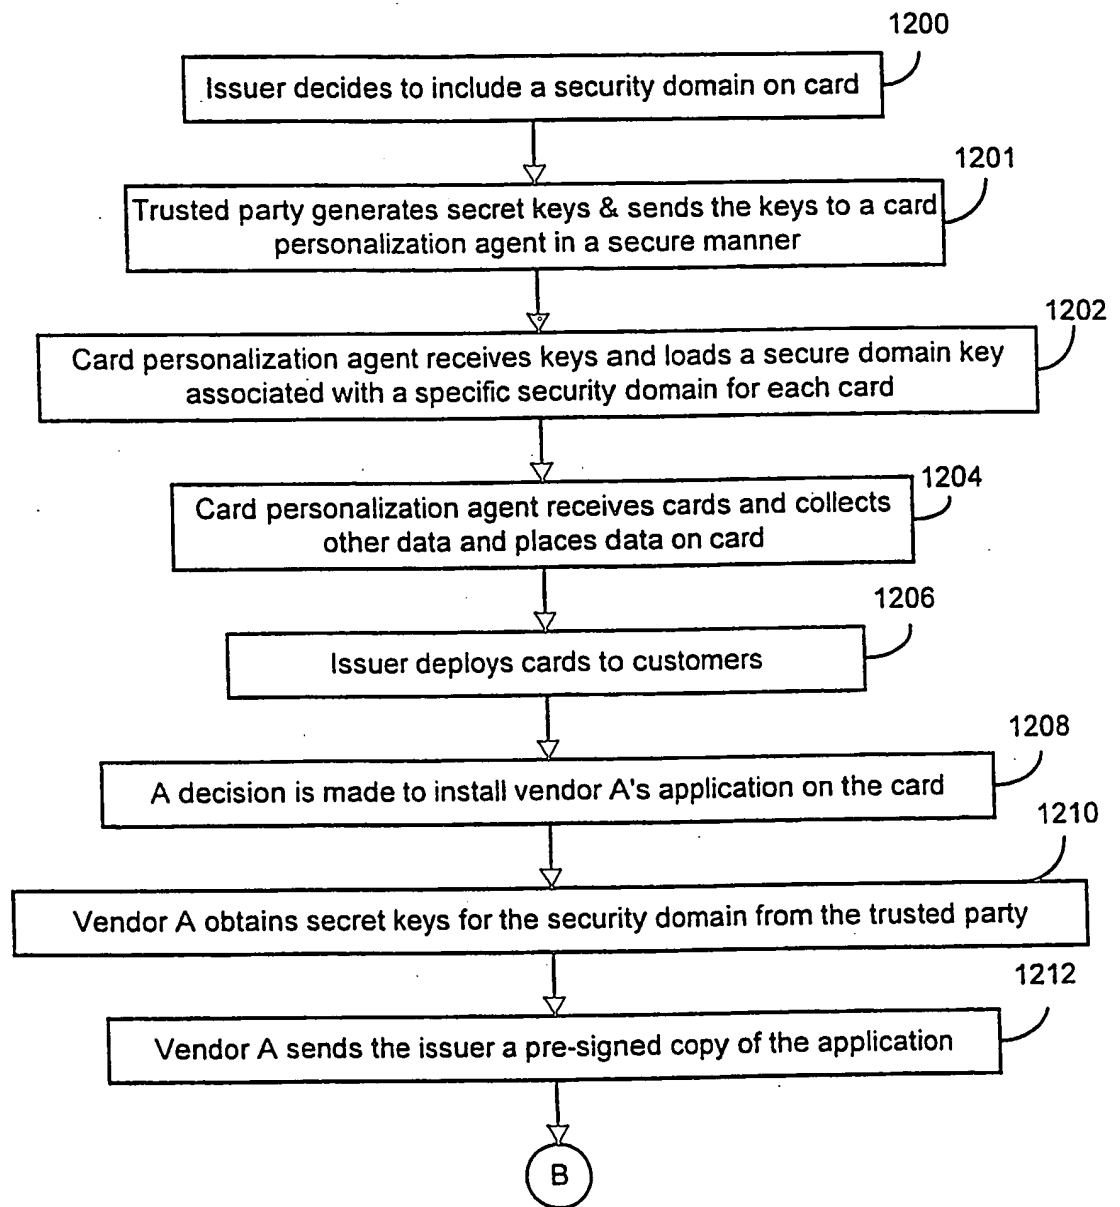 1200
Issuer decides to include a security domain on card
1201
Trusted party generates secret keys & sends the keys to a card
personalization agent in a secure manner
1202
Card personalization agent receives keys and loads a secure domain key
associated with a specific security domain for each card
1204
Card personalization agent receives cards and collects
other data and places data on card
1206
Issuer deploys cards to customers
1208
A decision is made to install vendor A's application on the card
1210
Vendor A obtains secret keys for the security domain from the trusted party
1212
Vendor A sends the issuer a pre-signed copy of the application
B